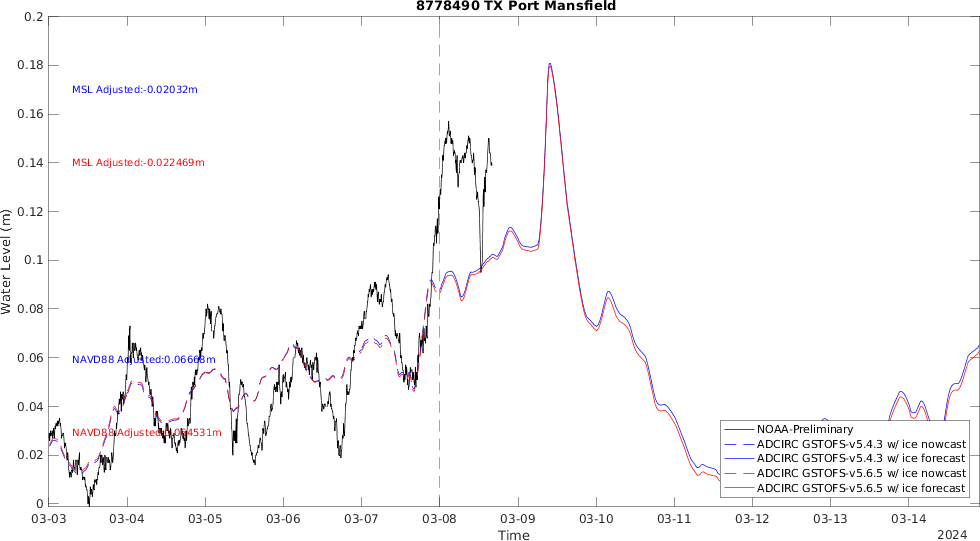 8778490 TX Port Mansfield
0.2
0.18
0.16
0.14
0.12
0.1
0.08
0.06
0.04
0.02
0
Water Level (m)
MSL Adjusted:-0.02032m
MSL Adjusted:-0.022469m
NAVD88 Adjusted:0.06668m
NAVD88
NOAA-Preliminary
ADCIRC GSTOFS-v5.4.3 w/ ice nowcast
ADCIRC GSTOFS-v5.4.3 w/ ice forecast
ADCIRC GSTOFS-v5.6.5 w/ ice nowcast
ADCIRC GSTOFS-v5.6.5 w/ ice forecast
03-03 03-04 03-05 03-06 03-07 03-08 03-09 03-10 03-11 03-12 03-13 03-14
Time
2024